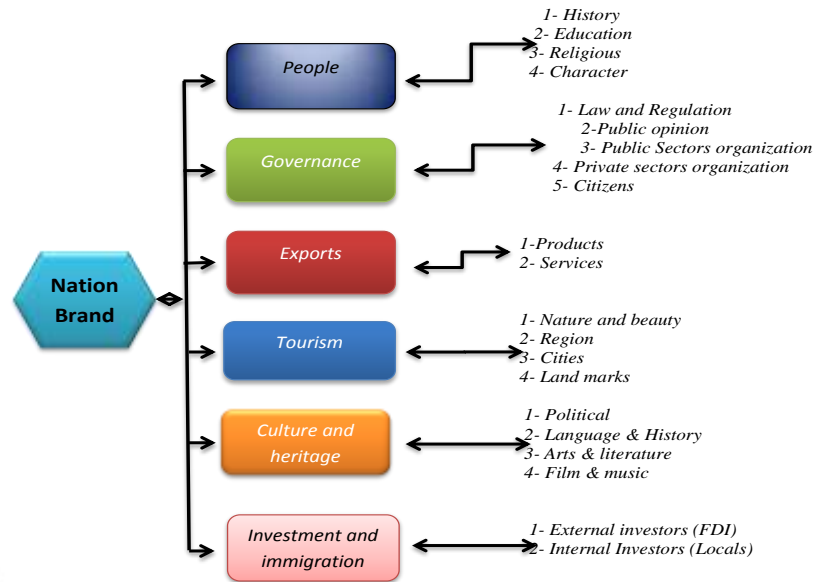 People
1- History
2- Education
3- Religious
4- Character
Governance
1- Law and Regulation
2-Public opinion
3- Public Sectors organization
4- Private sectors organization
5- Citizens
Nation
Brand
Exports
1-Products
2- Services
Tourism
1- Nature and beauty
2- Region
3- Cities
4- Land marks
Culture and
heritage
1- Political
2- Language & History
3- Arts & literature
4- Film & music
Investment and
immigration
1- External investors (FDI)
2- Internal Investors (Locals)